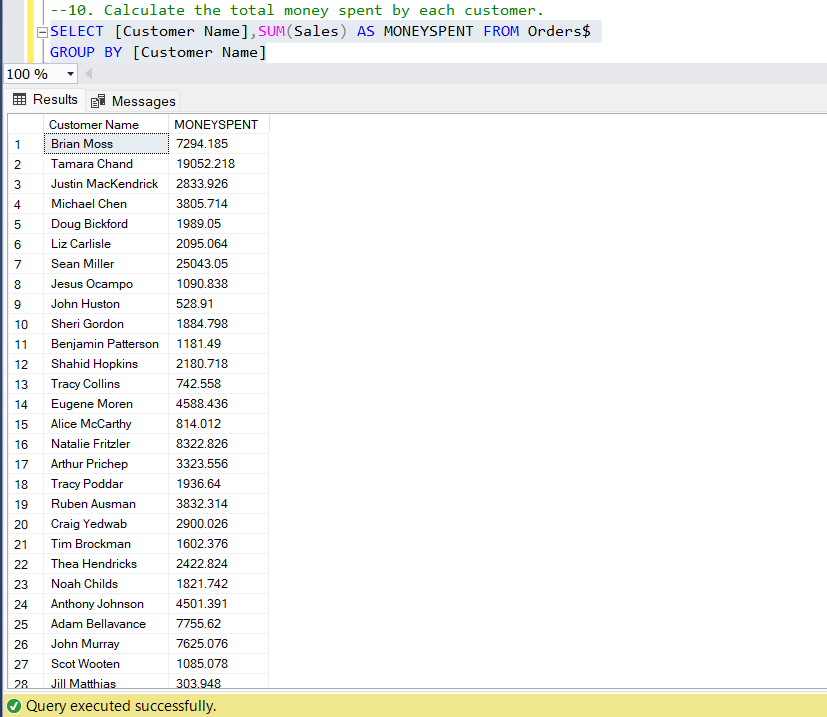 --10. Calculate the total money spent by each customer.
SELECT [Customer Name],SUM(Sales) AS MONEYSPENT FROM Orders$
GROUP BY [Customer Name]
100 %
Results Messages
Customer Name MONEYSPENT
1 Brian Moss 7294.185
2 Tamara Chand 19052.218
3 Justin MacKendrick 2833.926
4 Michael Chen 3805.714
5 Doug Bickford 1989.05
6 Liz Carlisle 2095.064
7 Sean Miller 25043.05
8 Jesus Ocampo 1090.838
9 John Huston 528.91
10 Sheri Gordon 1884.798
11 Benjamin Patterson 1181.49
12 Shahid Hopkins 2180.718
13 Tracy Collins 742.558
14 Eugene Moren 4588.436
15 Alice McCarthy 814.012
16 Natalie Fritzler 8322.826
17 Arthur Prichep 3323.556
18 Tracy Poddar 1936.64
19 Ruben Ausman 3832.314
20 Craig Yedwab 2900.026
21 Tim Brockman 1602.376
22 Thea Hendricks 2422.824
23 Noah Childs 1821.742
24 Anthony Johnson 4501.391
25 Adam Bellavance 7755.62
26 John Murray 7625.076
27 Scot Wooten 1085.078
28 Jill Matthias 303.948
Query executed successfully.